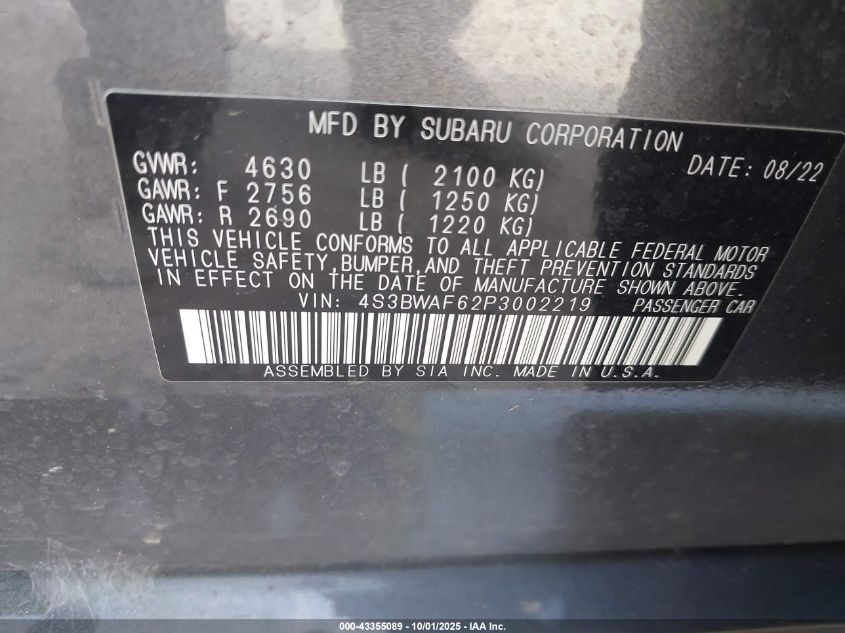 MFD BY SUBARU CORPORATION
GVWR: 4630 LB ( 2100 KG) DATE: 08/22
GAWR: F 2756 LB ( 1250 KG)
GAWR: R 2690 LB ( 1220 KG)
THIS VEHICLE CONFORMS TO ALL APPLICABLE FEDERAL MOTOR
VEHICLE SAFETY, BUMPER, AND THEFT PREVENTION STANDARDS
IN EFFECT ON THE DATE OF MANUFACTURE SHOWN ABOVE.
VIN: 4S3BWAF62P3002219 PASSENGER CAR
ASSEMBLED BY SIA INC. MADE IN U.S.A.
000-43355089 - 10/01/2025 - IAA Inc.